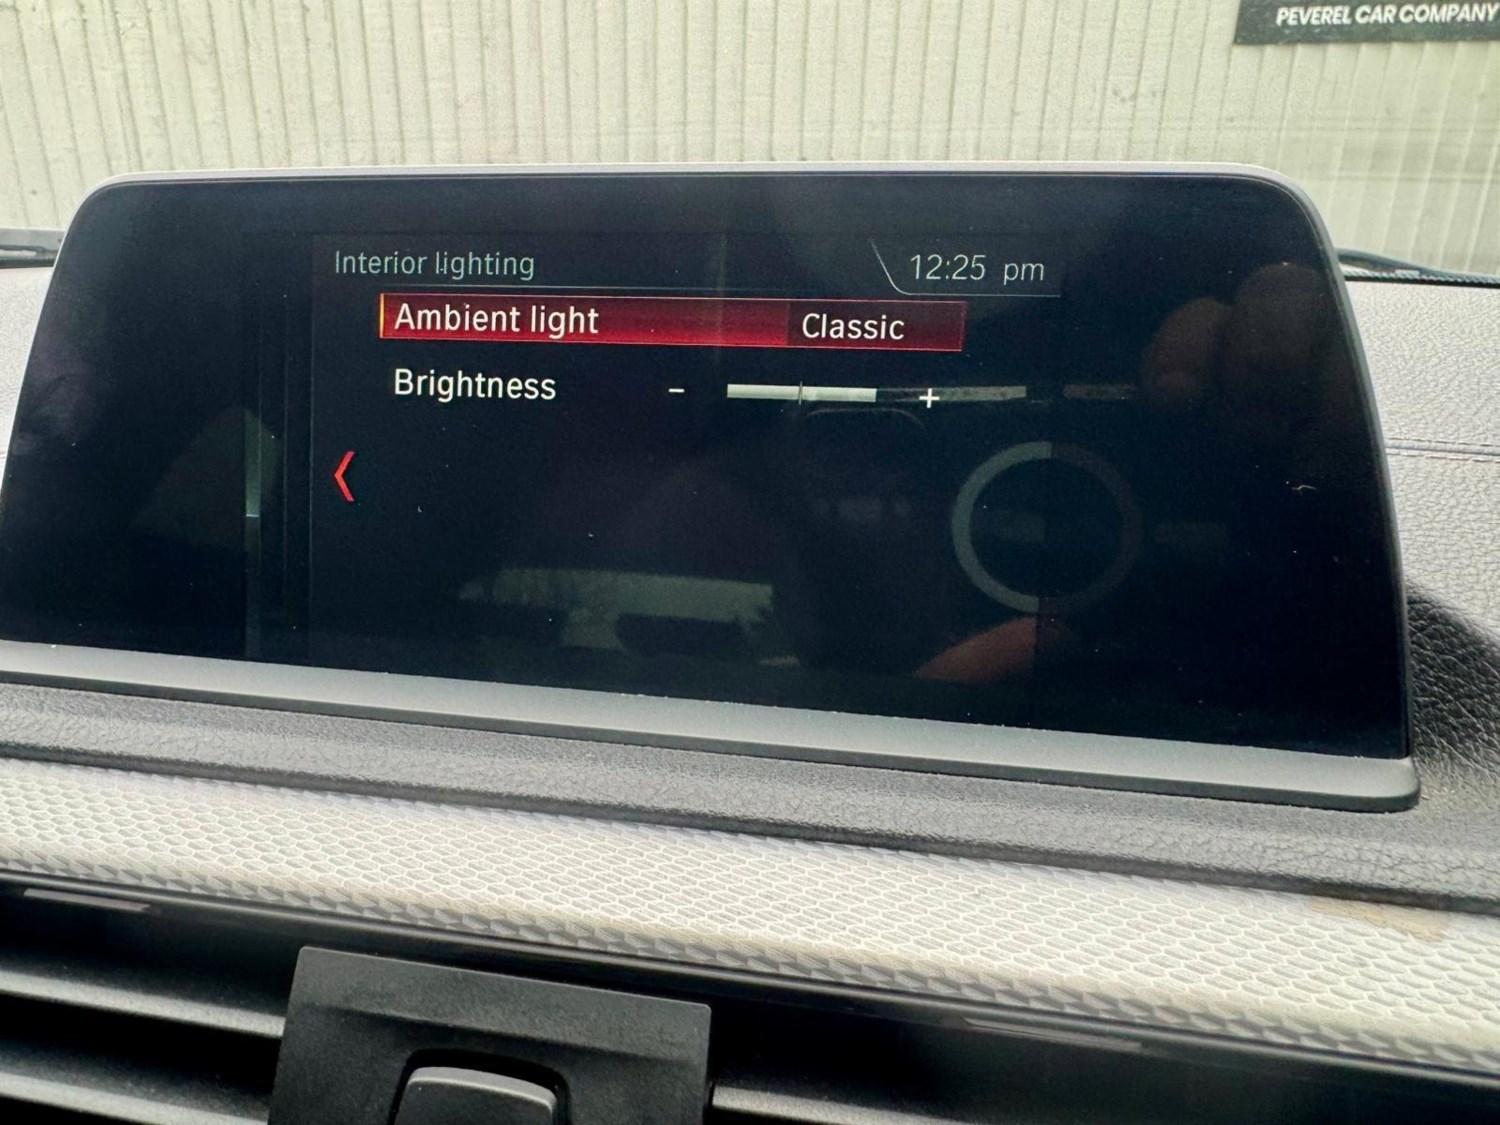 PEVEREL CAR COMPANY
Interior lighting
12:25 pm
Ambient light Classic
Brightness - +